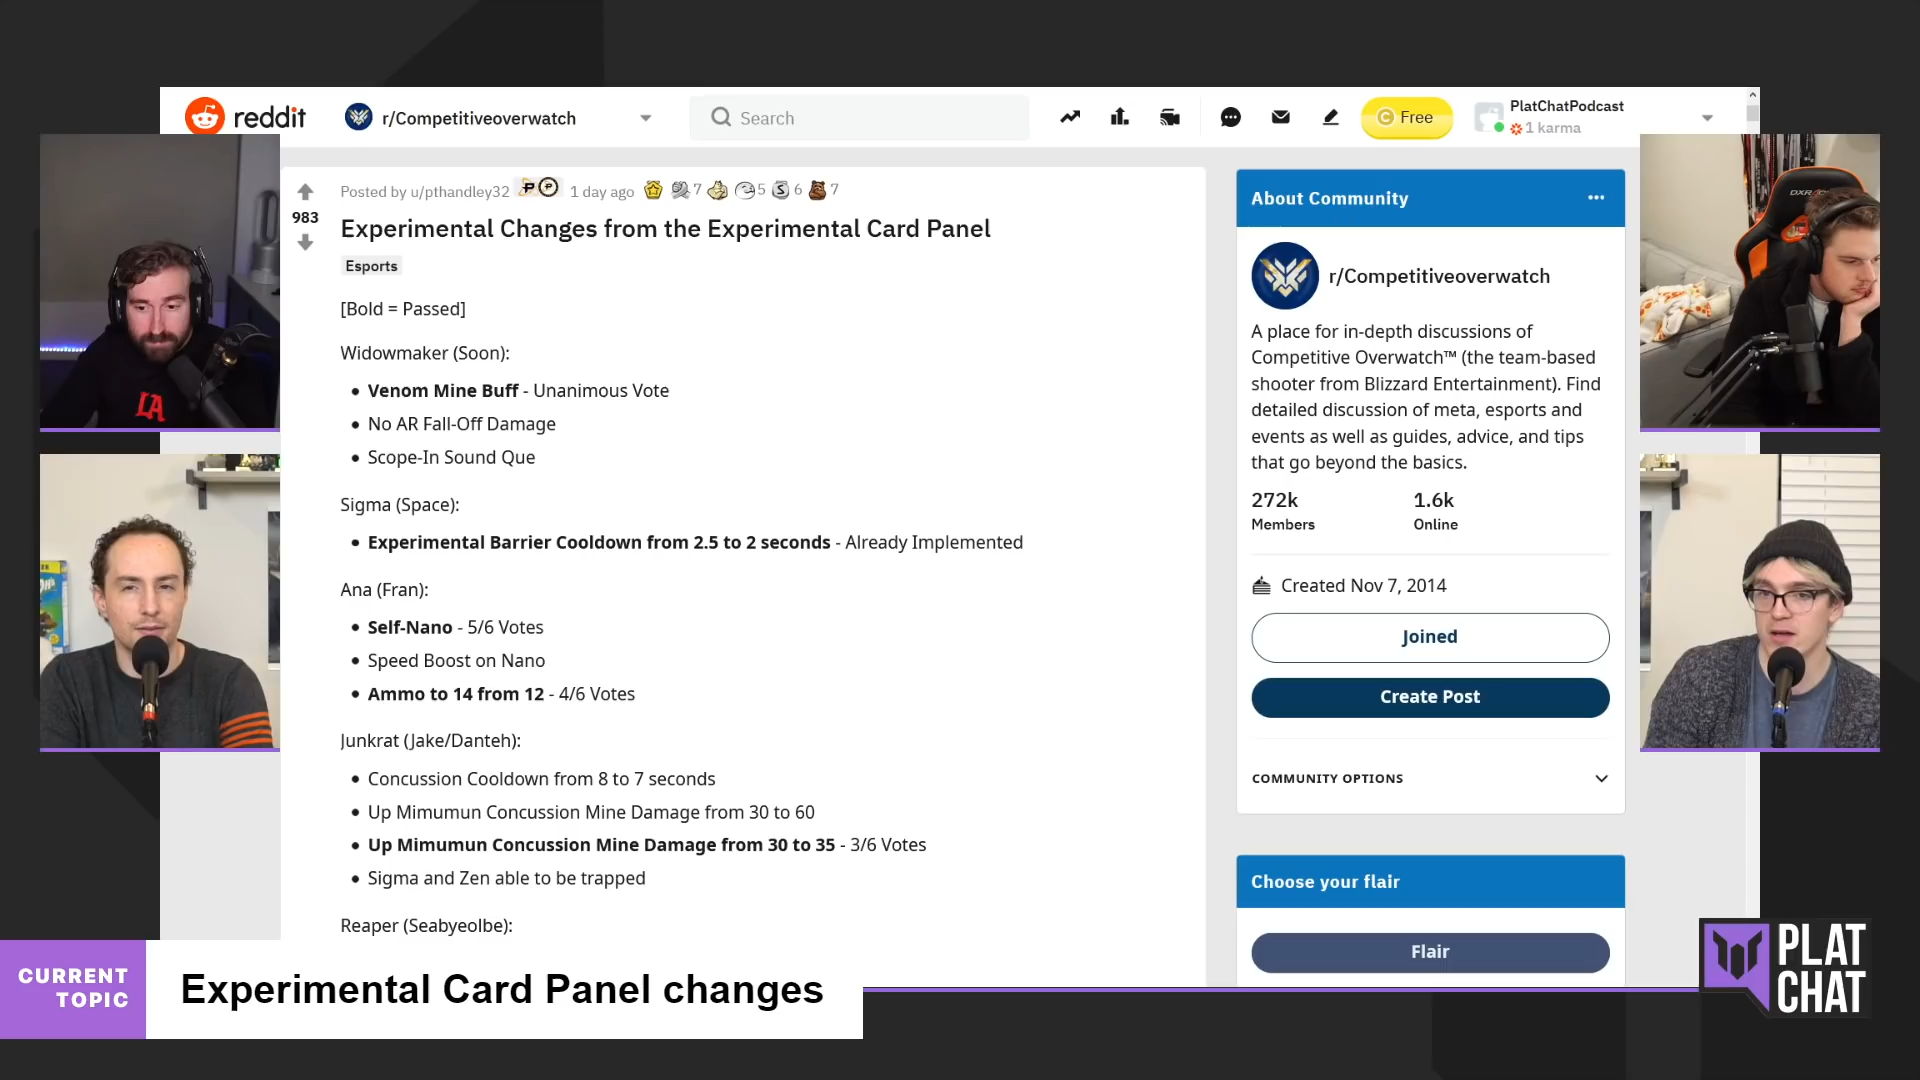 reddit
r/Competitiveoverwatch
Search
Free
PlatChatPodcast
1 karma
Posted by u/pthandley32 1 day ago 7 5 6 7
983
Experimental Changes from the Experimental Card Panel
Esports
[Bold = Passed]
Widowmaker (Soon):
• Venom Mine Buff - Unanimous Vote
• No AR Fall-Off Damage
• Scope-In Sound Que
Sigma (Space):
• Experimental Barrier Cooldown from 2.5 to 2 seconds - Already Implemented
Ana (Fran):
• Self-Nano - 5/6 Votes
• Speed Boost on Nano
• Ammo to 14 from 12 - 4/6 Votes
Junkrat (Jake/Danteh):
• Concussion Cooldown from 8 to 7 seconds
• Up Mimumun Concussion Mine Damage from 30 to 60
• Up Mimumun Concussion Mine Damage from 30 to 35 - 3/6 Votes
• Sigma and Zen able to be trapped
Reaper (Seabyeolbe):
About Community
r/Competitiveoverwatch
A place for in-depth discussions of
Competitive Overwatch™ (the team-based
shooter from Blizzard Entertainment). Find
detailed discussion of meta, esports and
events as well as guides, advice, and tips
that go beyond the basics.
272k
Members
1.6k
Online
Created Nov 7, 2014
Joined
Create Post
COMMUNITY OPTIONS
Choose your flair
Flair
DXR
LA
CURRENT
TOPIC
Experimental Card Panel changes
PLAT
CHAT